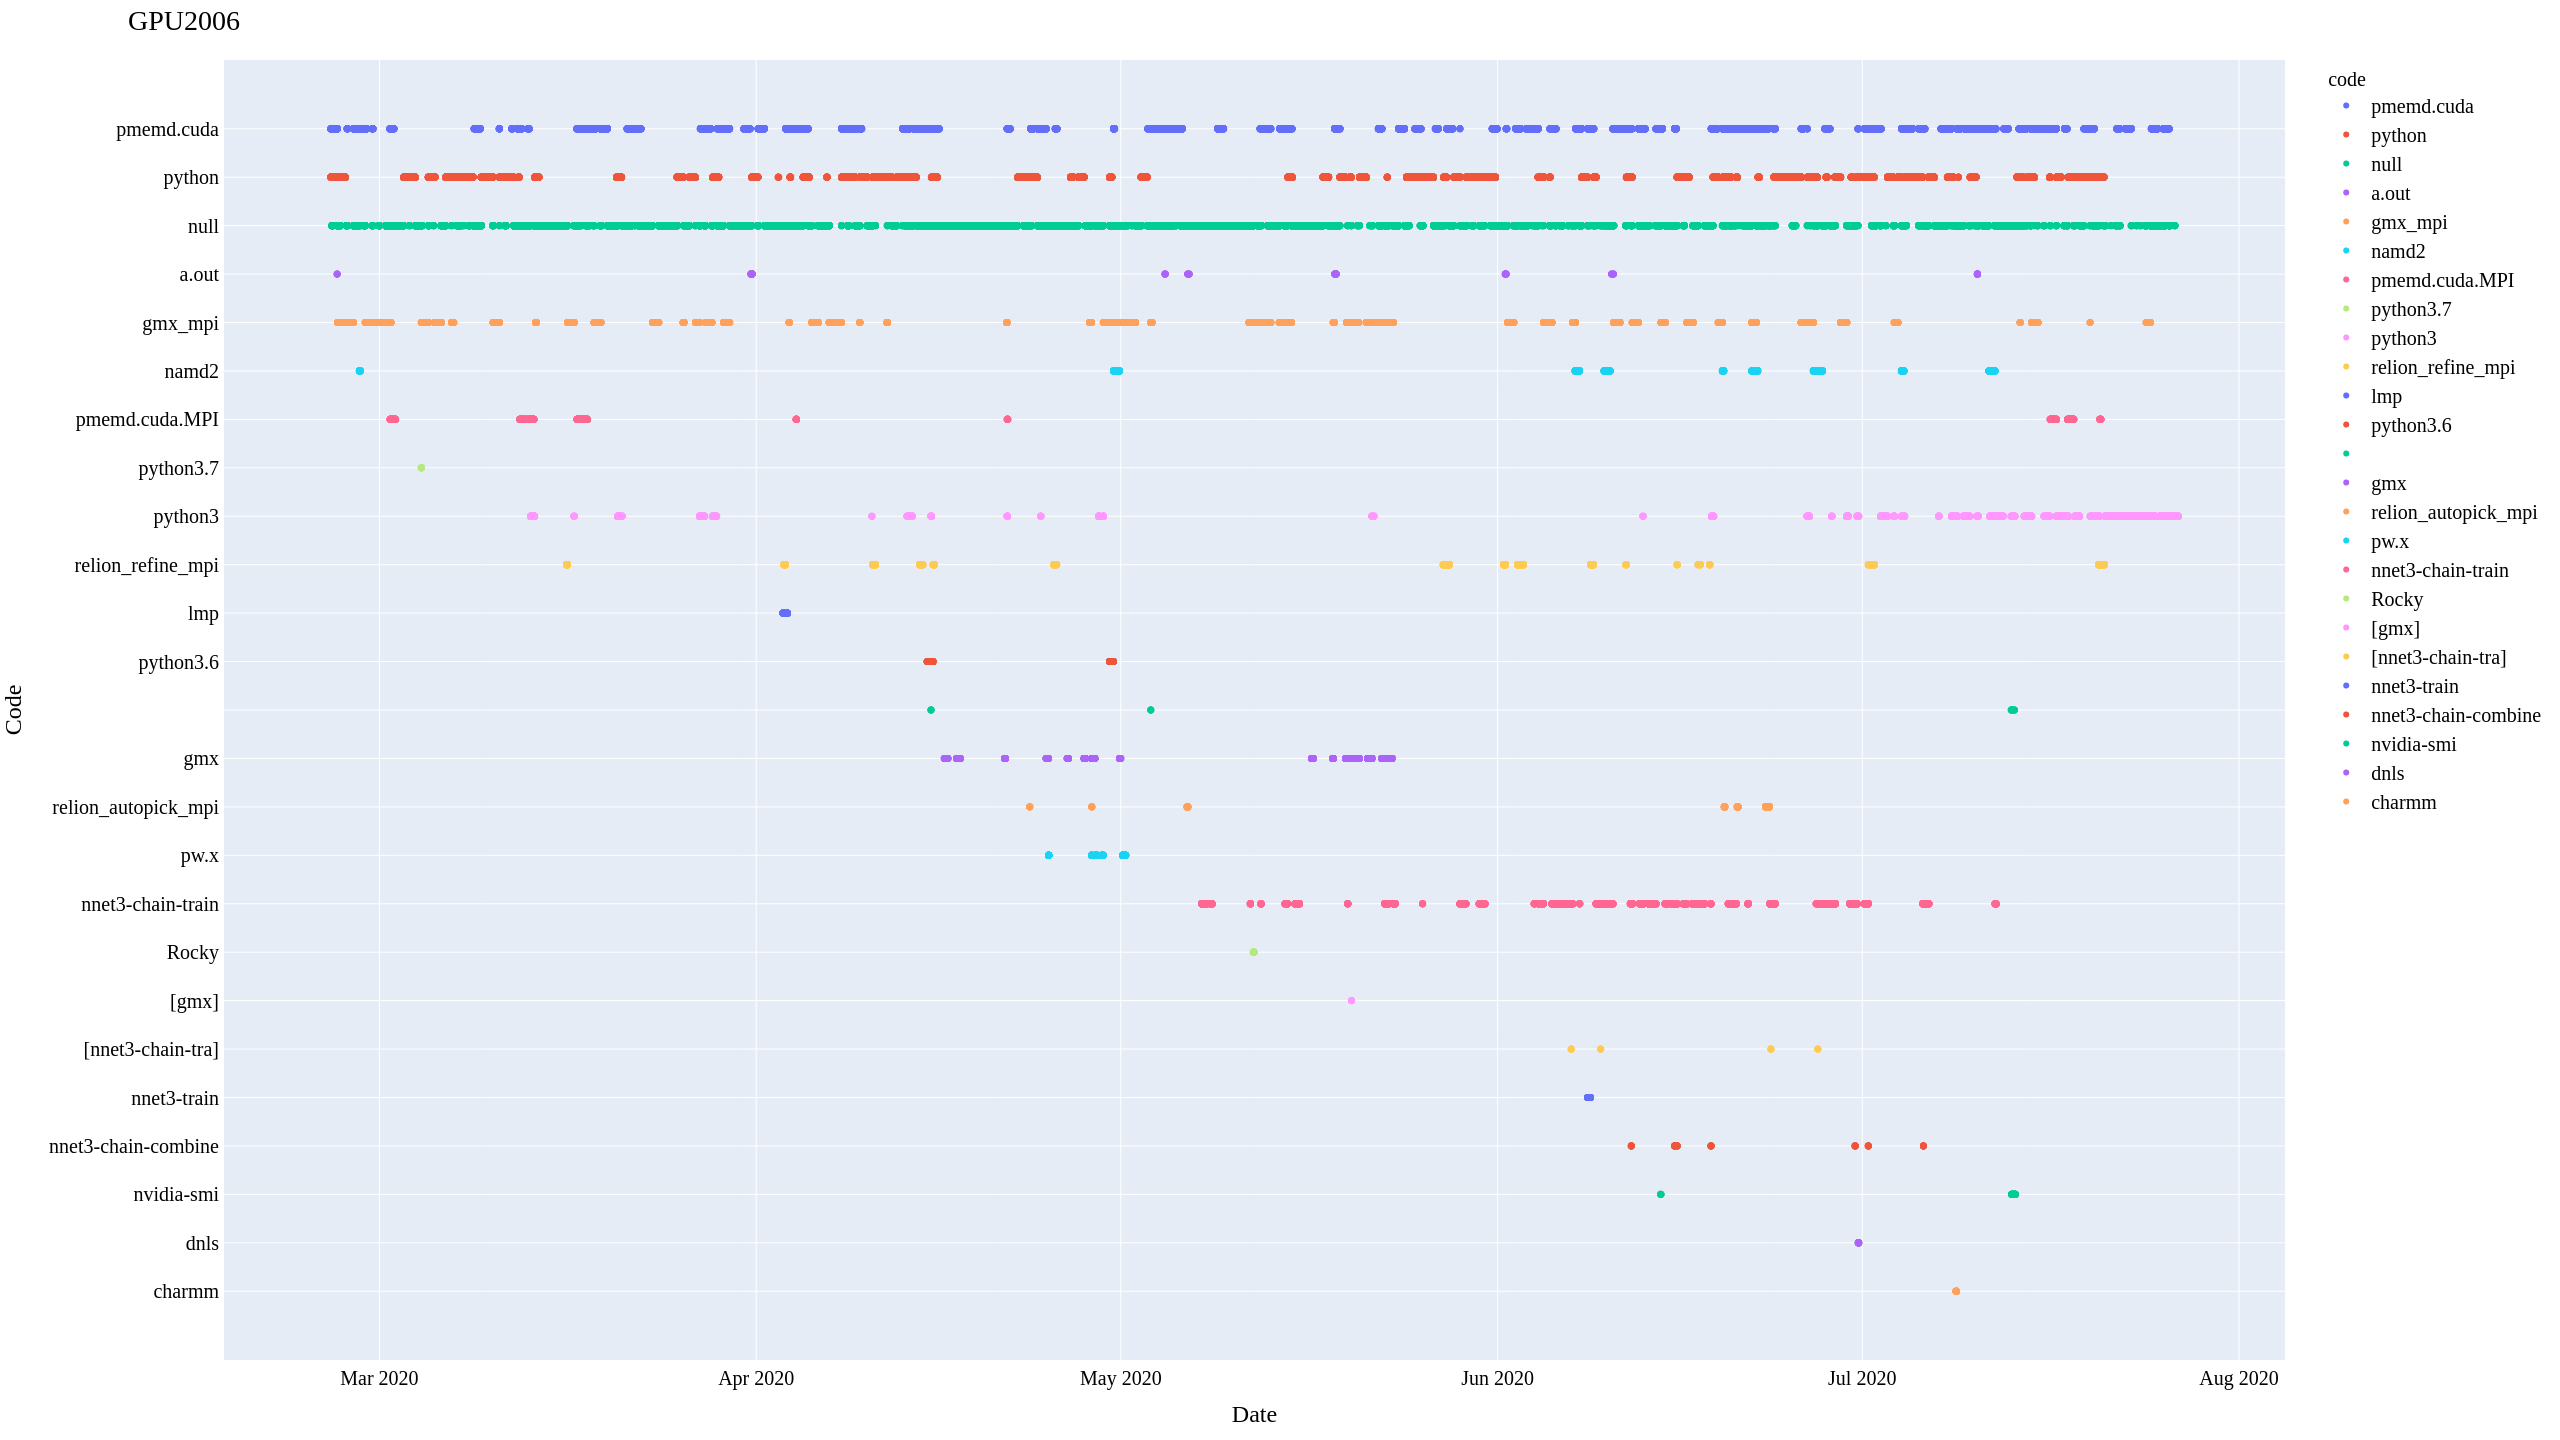 GPU2006
pmemd.cuda
python
null
a.out
gmx_mpi
namd2
pmemd.cuda.MPI
python3.7
python3
relion_refine_mpi
lmp
python3.6
gmx
relion_autopick_mpi
pw.x
nnet3-chain-train
Rocky
[gmx]
[nnet3-chain-tra]
nnet3-train
nnet3-chain-combine
nvidia-smi
dnls
charmm
Code
Mar 2020
Apr 2020
May 2020
Jun 2020
Jul 2020
Aug 2020
Date
code
pmemd.cuda
python
null
a.out
gmx_mpi
namd2
pmemd.cuda.MPI
python3.7
python3
relion_refine_mpi
lmp
python3.6
gmx
relion_autopick_mpi
pw.x
nnet3-chain-train
Rocky
[gmx]
[nnet3-chain-tra]
nnet3-train
nnet3-chain-combine
nvidia-smi
dnls
charmm